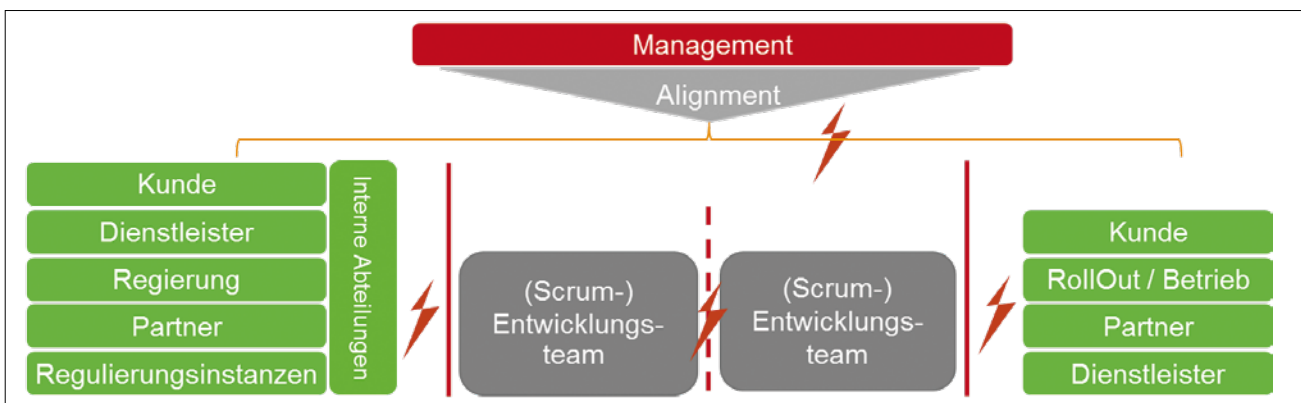 Management
Alignment
Kunde
Dienstleister
Regierung
Partner
Regulierungsinstanzen
Interne Abteilungen
(Scrum-)
Entwicklungs-
team
(Scrum-)
Entwicklungs-
team
Kunde
RollOut / Betrieb
Partner
Dienstleister